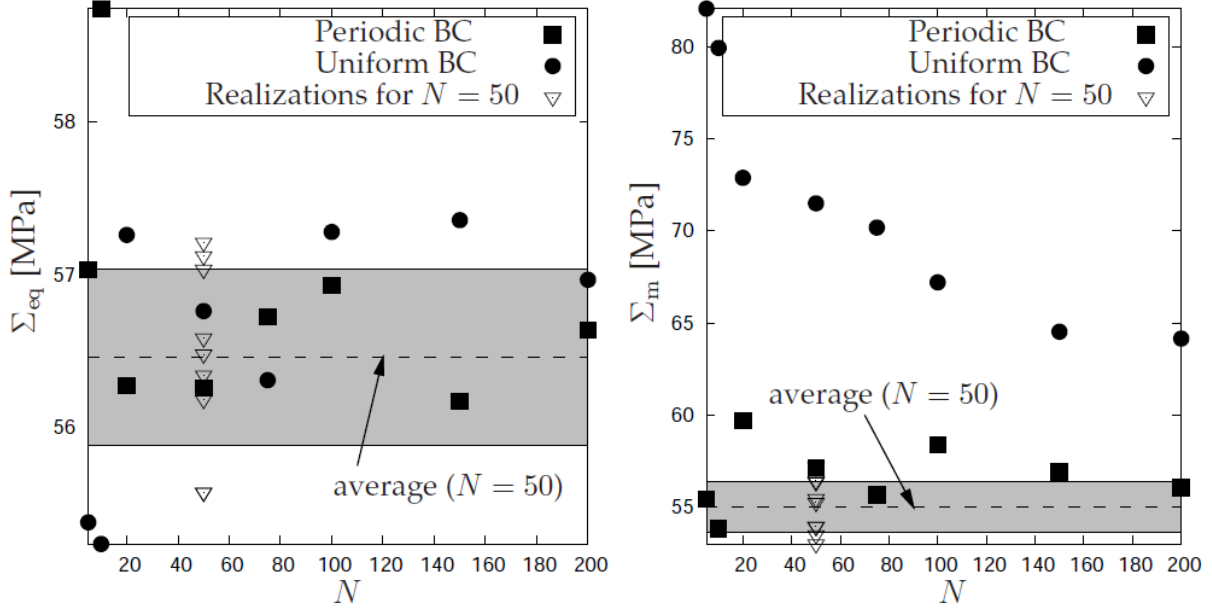 Periodic BC
Uniform BC
Realizations for N = 50
58
57
56
Σeq [MPa]
average (N = 50)
20 40 60 80 100 120 140 160 180 200
N
Periodic BC
Uniform BC
Realizations for N = 50
80
75
70
65
60
55
Σm [MPa]
average (N = 50)
20 40 60 80 100 120 140 160 180 200
N